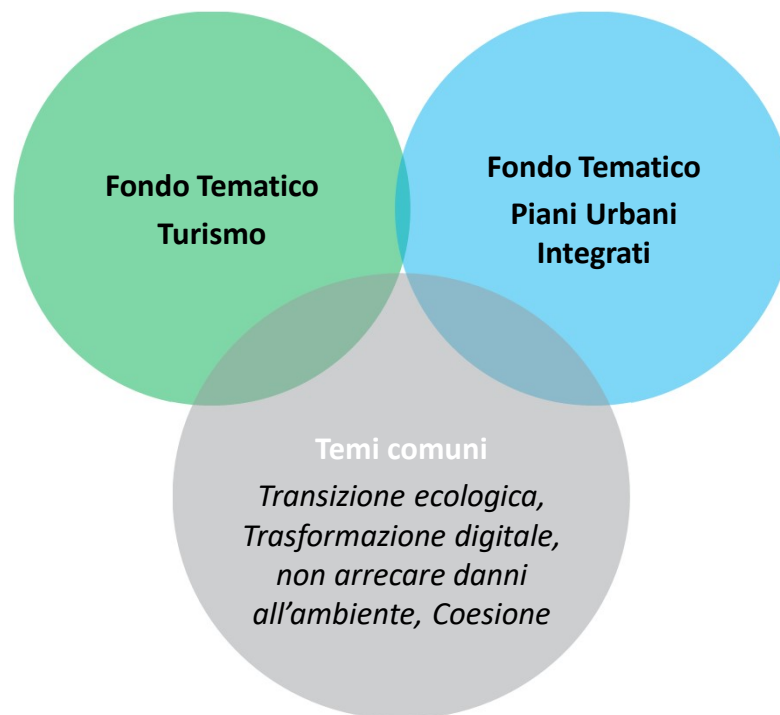 Fondo Tematico
Turismo
Fondo Tematico
Piani Urbani
Integrati
Temi comuni
Transizione ecologica,
Trasformazione digitale,
non arrecare danni
all’ambiente, Coesione